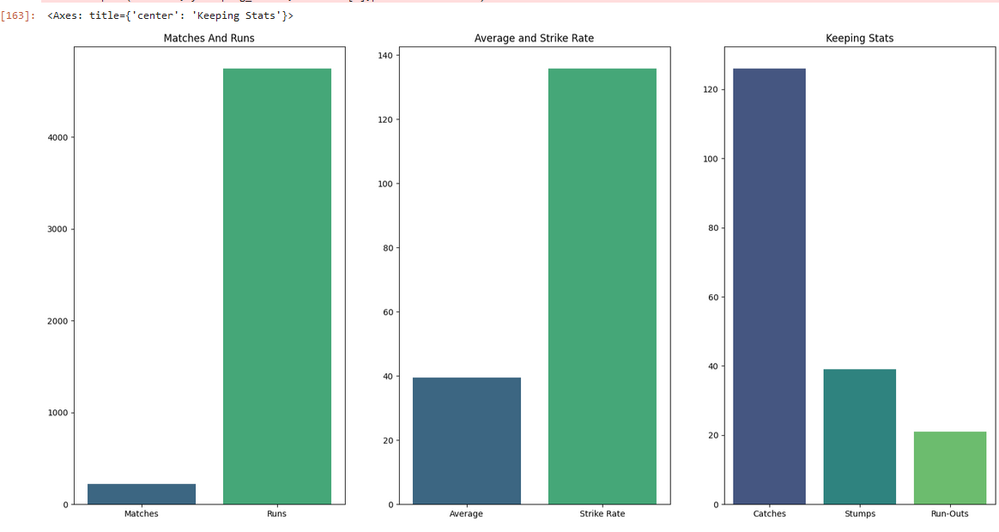 [163]: <Axes: title={'center': 'Keeping Stats'}>
Matches And Runs
4000
3000
2000
1000
0
Matches Runs
Average and Strike Rate
140
120
100
80
60
40
20
0
Average Strike Rate
Keeping Stats
120
100
80
60
40
20
0
Catches Stumps Run-Outs